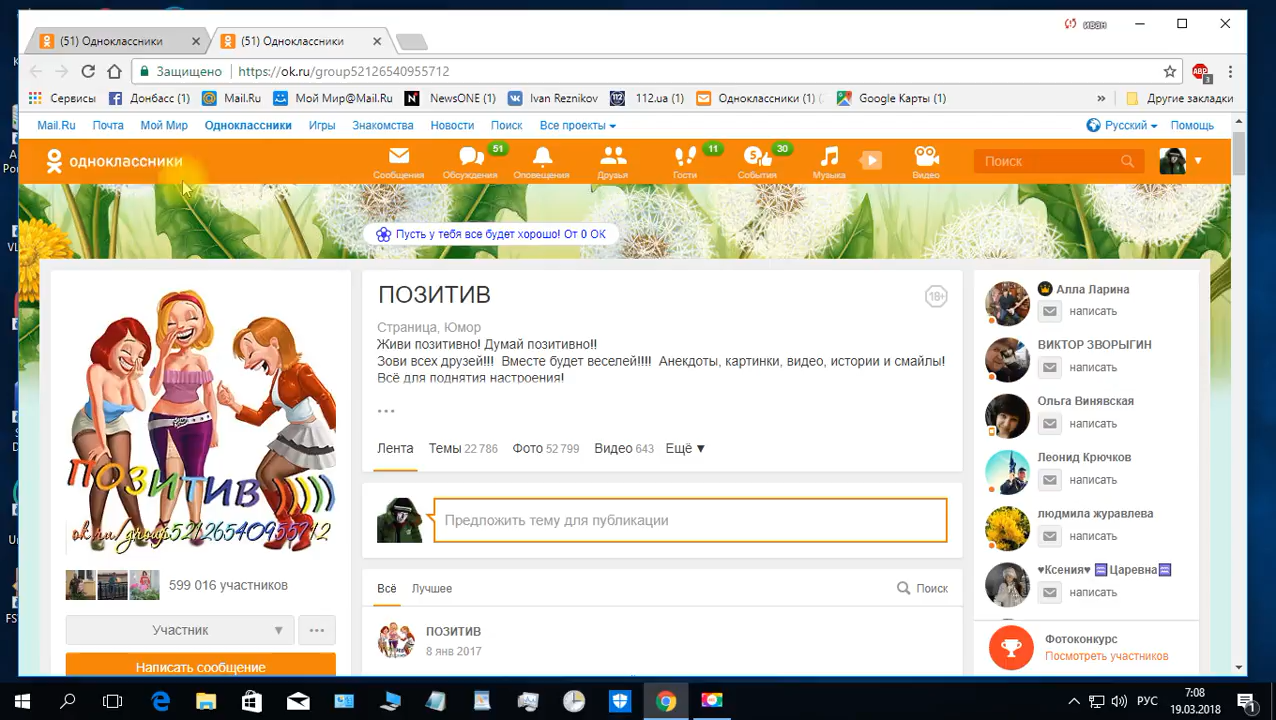 иван
(51) Одноклассники
(51) Одноклассники
Защищено
https://ok.ru/group52126540955712
ABP
3
Сервисы
Донбасс (1)
Mail.Ru
Мой Мир@Mail.Ru
NewsONE (1)
Ivan Reznikov
112.ua (1)
Одноклассники (1) (
Google Карты (1)
»
Другие закладки
Mail.Ru
Почта
Мой Мир
Одноклассники
Игры
Знакомства
Новости
Поиск
Все проекты
Русский
Помощь
одноклассники
Сообщения
51
Обсуждения
Оповещения
Друзья
11
Гости
5
30
События
Музыка
Видео
Поиск
Пусть у тебя все будет хорошо! От 0 ОК
ПОЗИТИВ
18+
Страница, Юмор
Живи позитивно! Думай позитивно!!
Зови всех друзей!!! Вместе будет веселей!!!! Анекдоты, картинки, видео, истории и смайлы!
Всё для поднятия настроения!
...
Лента
Темы 22 786
Фото 52 799
Видео 643
Ещё ▼
Предложить тему для публикации
Всё
Лучшее
Поиск
ПОЗИТИВ
8 янв 2017
ПОЗИТИВ))))
ok.ru/group52126540955712
599 016 участников
Участник
...
Написать сообщение
Алла Ларина
написать
ВИКТОР ЗВОРЫГИН
написать
Ольга Винявская
написать
Леонид Крючков
написать
людмила журавлева
написать
♥Ксения♥ ♒Царевна♒
написать
Фотоконкурс
Посмотреть участников
РУС
7:08
19.03.2018
1